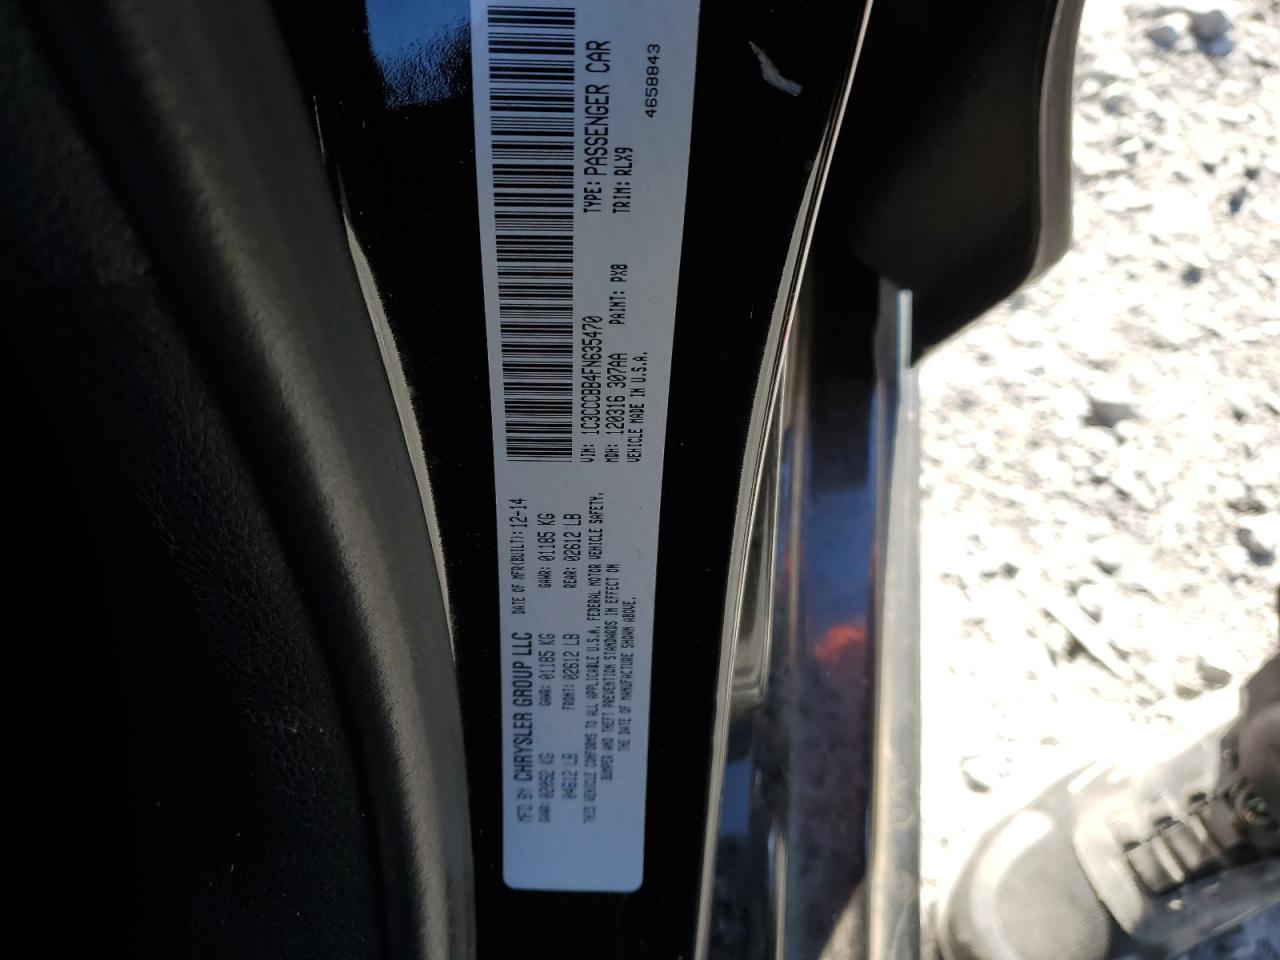 MFD BY CHRYSLER GROUP LLC DATE OF MFR(BUILT): 12-14
GVWR: 02092 KG GAWR: 01185 KG GAWR: 01185 KG
04612 LB FRONT: 02612 LB REAR: 02612 LB
THIS VEHICLE CONFORMS TO ALL APPLICABLE U.S.A. FEDERAL MOTOR VEHICLE SAFETY,
BUMPER AND THEFT PREVENTION STANDARDS IN EFFECT ON
THE DATE OF MANUFACTURE SHOWN ABOVE.
VIN: 1C3CCCBB4FN635470 TYPE: PASSENGER CAR
MDH: 120316 307AA PAINT: PX8 TRIM: RLX9
VEHICLE MADE IN U.S.A.
4658843